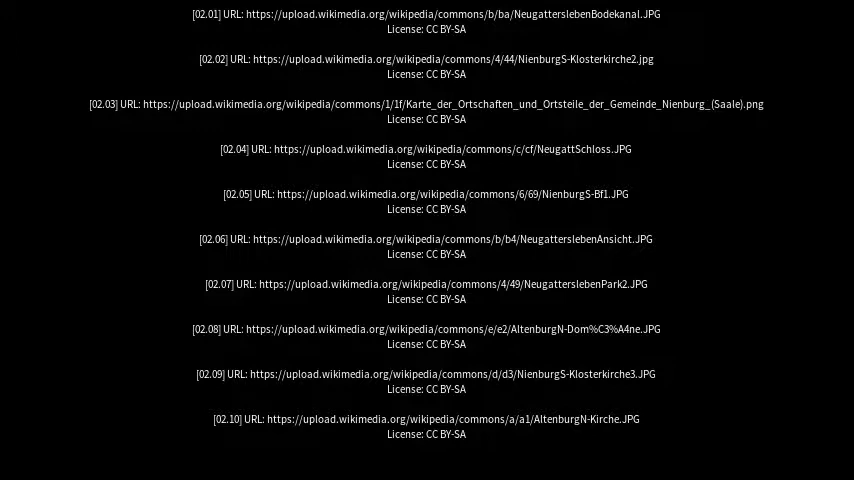 [02.01] URL: https://upload.wikimedia.org/wikipedia/commons/b/ba/NeugatterslebenBodekanal.JPG
License: CC BY-SA
[02.02] URL: https://upload.wikimedia.org/wikipedia/commons/4/44/NienburgS-Klosterkirche2.jpg
License: CC BY-SA
[02.03] URL: https://upload.wikimedia.org/wikipedia/commons/1/1f/Karte_der_Ortschaften_und_Ortsteile_der_Gemeinde_Nienburg_(Saale).png
License: CC BY-SA
[02.04] URL: https://upload.wikimedia.org/wikipedia/commons/c/cf/NeugattSchloss.JPG
License: CC BY-SA
[02.05] URL: https://upload.wikimedia.org/wikipedia/commons/6/69/NienburgS-Bf1.JPG
License: CC BY-SA
[02.06] URL: https://upload.wikimedia.org/wikipedia/commons/b/b4/NeugatterslebenAnsicht.JPG
License: CC BY-SA
[02.07] URL: https://upload.wikimedia.org/wikipedia/commons/4/49/NeugatterslebenPark2.JPG
License: CC BY-SA
[02.08] URL: https://upload.wikimedia.org/wikipedia/commons/e/e2/AltenburgN-Dom%C3%A4ne.JPG
License: CC BY-SA
[02.09] URL: https://upload.wikimedia.org/wikipedia/commons/d/d3/NienburgS-Klosterkirche3.JPG
License: CC BY-SA
[02.10] URL: https://upload.wikimedia.org/wikipedia/commons/a/a1/AltenburgN-Kirche.JPG
License: CC BY-SA